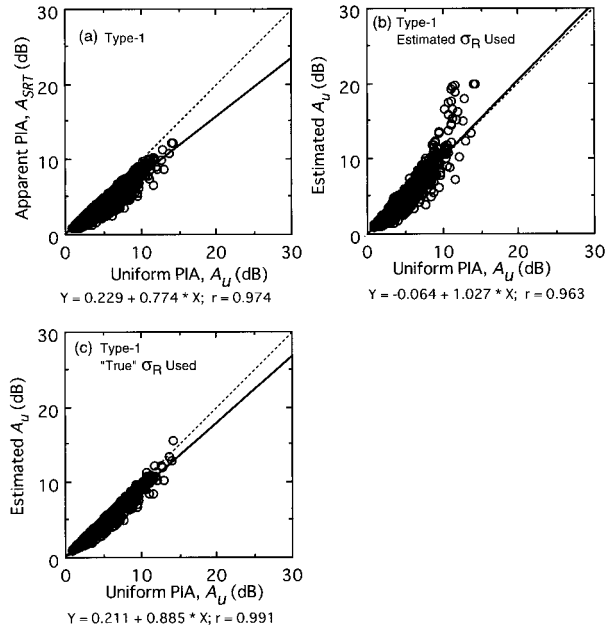 (a) Type-1
Apparent PIA, A_SRT (dB)
30
20
10
0
0 10 20 30
Uniform PIA, A_u (dB)
Y = 0.229 + 0.774 * X; r = 0.974
(b) Type-1
Estimated σ_R Used
Estimated A_u (dB)
30
20
10
0
0 10 20 30
Uniform PIA, A_u (dB)
Y = -0.064 + 1.027 * X; r = 0.963
(c) Type-1
"True" σ_R Used
Estimated A_u (dB)
30
20
10
0
0 10 20 30
Uniform PIA, A_u (dB)
Y = 0.211 + 0.885 * X; r = 0.991